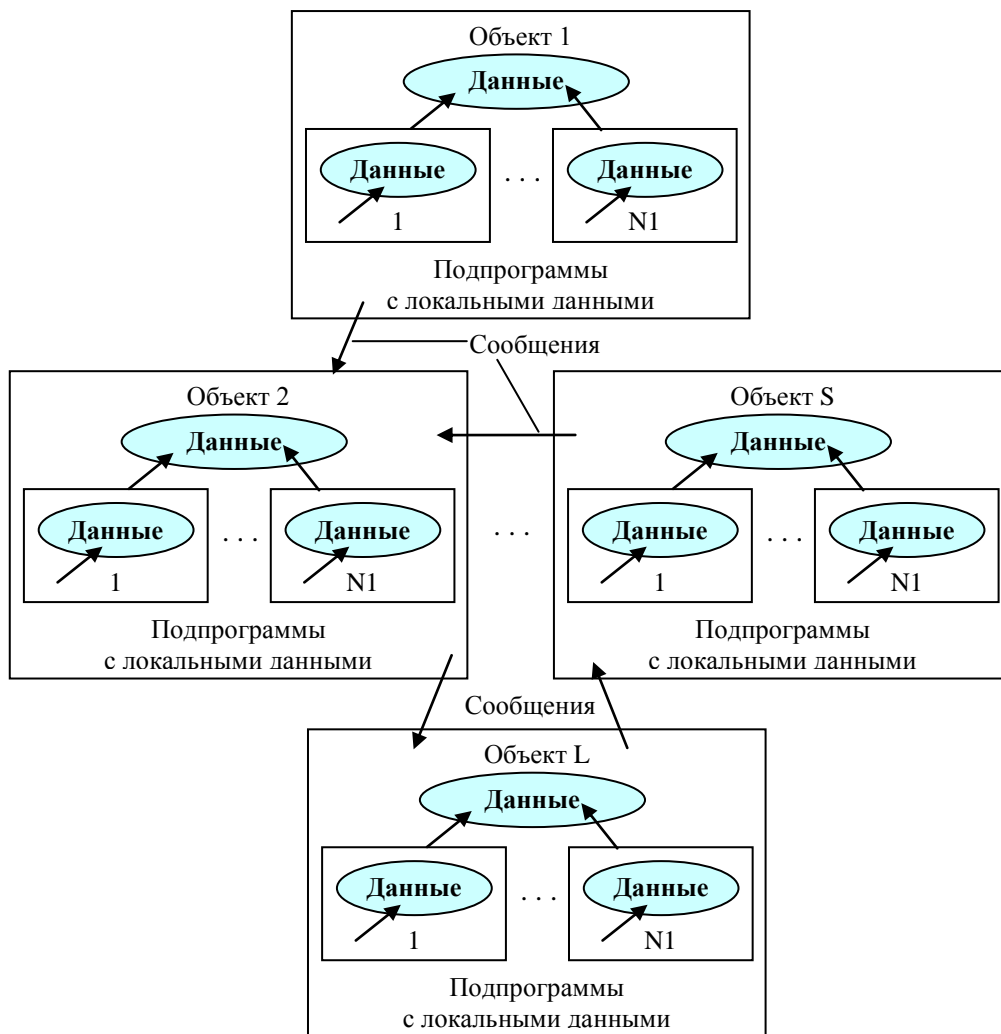 Объект 1
Данные
Данные . . . Данные
1 N1
Подпрограммы
с локальными данными
Сообщения
Объект 2
Данные
Данные . . . Данные
1 N1
Подпрограммы
с локальными данными
. . .
Объект S
Данные
Данные . . . Данные
1 N1
Подпрограммы
с локальными данными
Сообщения
Объект L
Данные
Данные . . . Данные
1 N1
Подпрограммы
с локальными данными